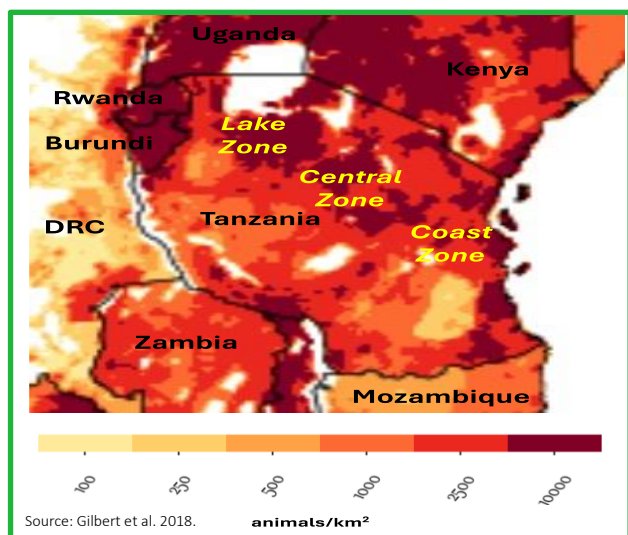 Uganda
Kenya
Rwanda
Lake
Zone
Burundi
Central
Zone
Tanzania
DRC
Coast
Zone
Zambia
Mozambique
100
250
500
1000
2500
10000
Source: Gilbert et al. 2018.
animals/km²